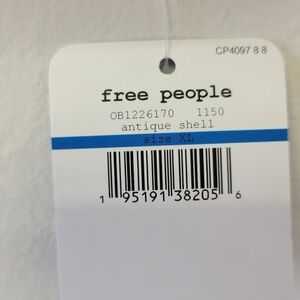 CP4097 8 8
free people
OB1226170 1150
antique shell
size XL
1 95191 38205 6